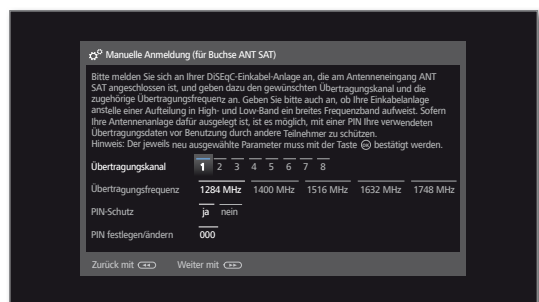 Manuelle Anmeldung (für Buchse ANT SAT)
Bitte melden Sie sich an Ihrer DiSEqC-Einkabel-Anlage an, die am Antenneneingang ANT
SAT angeschlossen ist, und geben dazu den gewünschten Übertragungskanal und die
zugehörige Übertragungsfrequenz an. Geben Sie bitte auch an, ob Ihre Einkabelanlage
anstelle einer Aufteilung in High- und Low-Band ein breites Frequenzband aufweist. Sofern
Ihre Antennenanlage dafür ausgelegt ist, ist es möglich, mit einer PIN Ihre verwendeten
Übertragungsdaten vor Benutzung durch andere Teilnehmer zu schützen.
Hinweis: Der jeweils neu ausgewählte Parameter muss mit der Taste OK bestätigt werden.
Übertragungskanal 1 2 3 4 5 6 7 8
Übertragungsfrequenz 1284 MHz 1400 MHz 1516 MHz 1632 MHz 1748 MHz
PIN-Schutz ja nein
PIN festlegen/ändern 000
Zurück mit Weiter mit